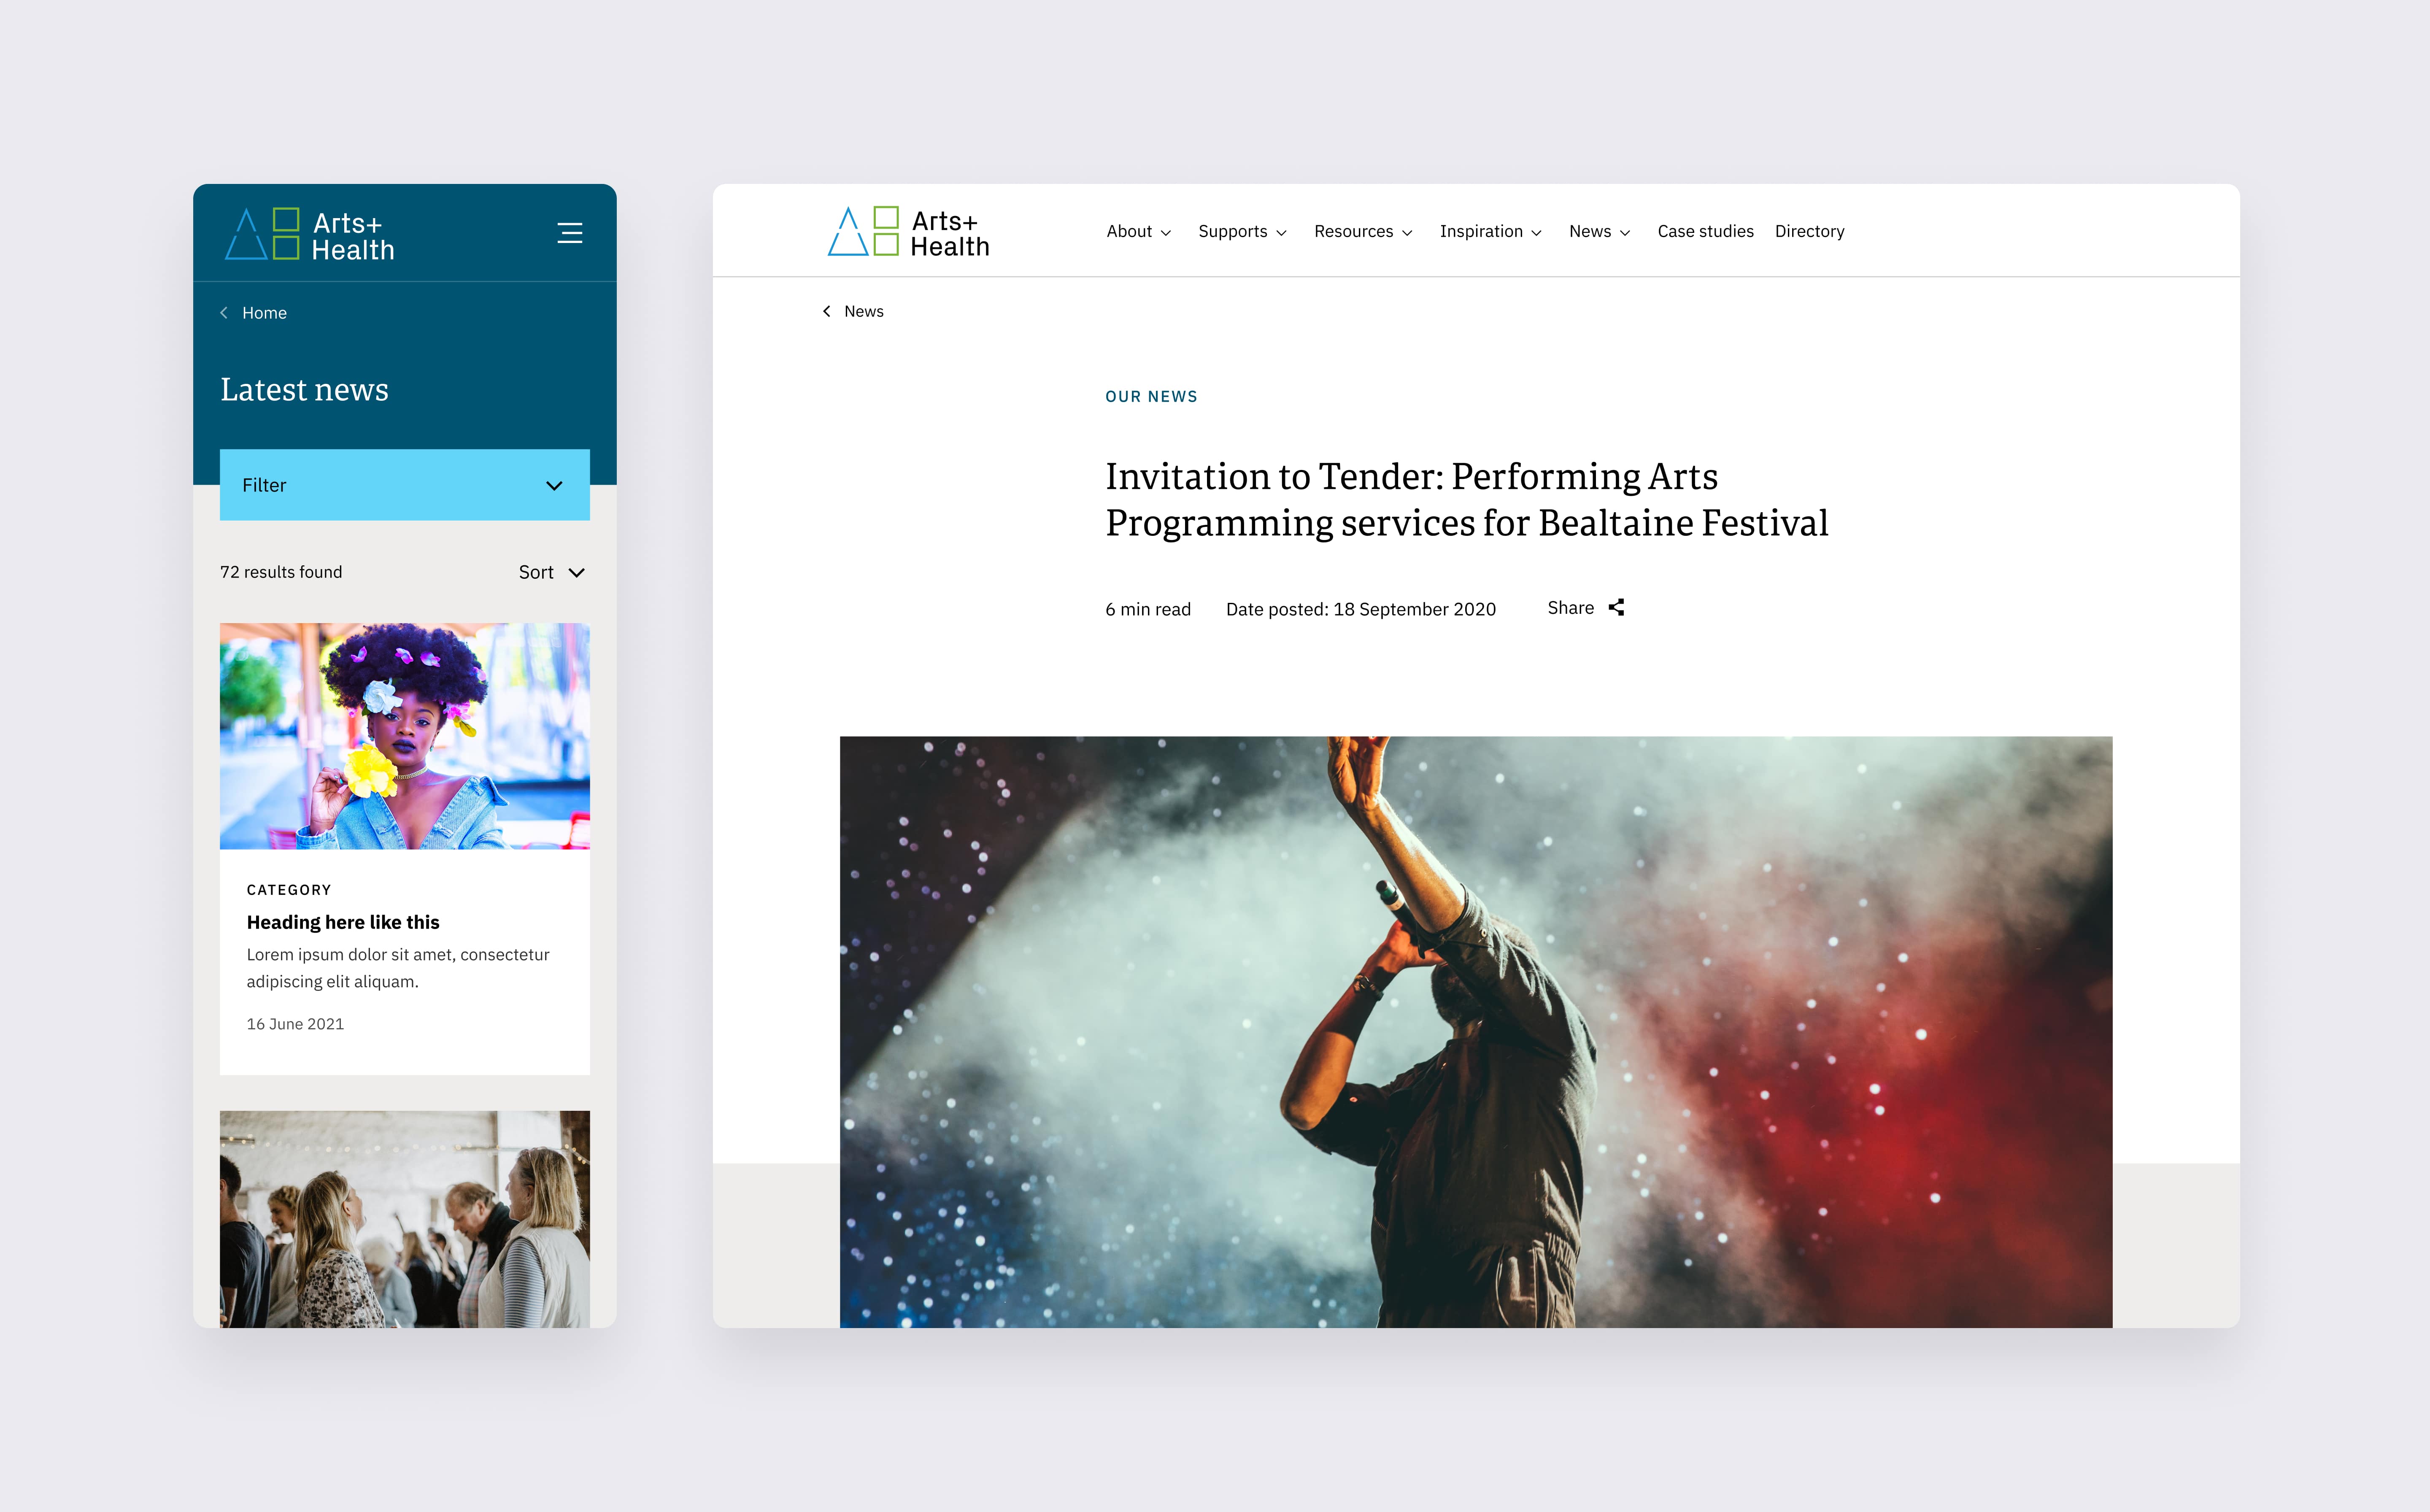 Arts+
Health
Home
Latest news
Filter
72 results found
Sort
CATEGORY
Heading here like this
Lorem ipsum dolor sit amet, consectetur
adipiscing elit aliquam.
16 June 2021
Arts+
Health
About Supports Resources Inspiration News Case studies Directory
News
OUR NEWS
Invitation to Tender: Performing Arts
Programming services for Bealtaine Festival
6 min read Date posted: 18 September 2020 Share